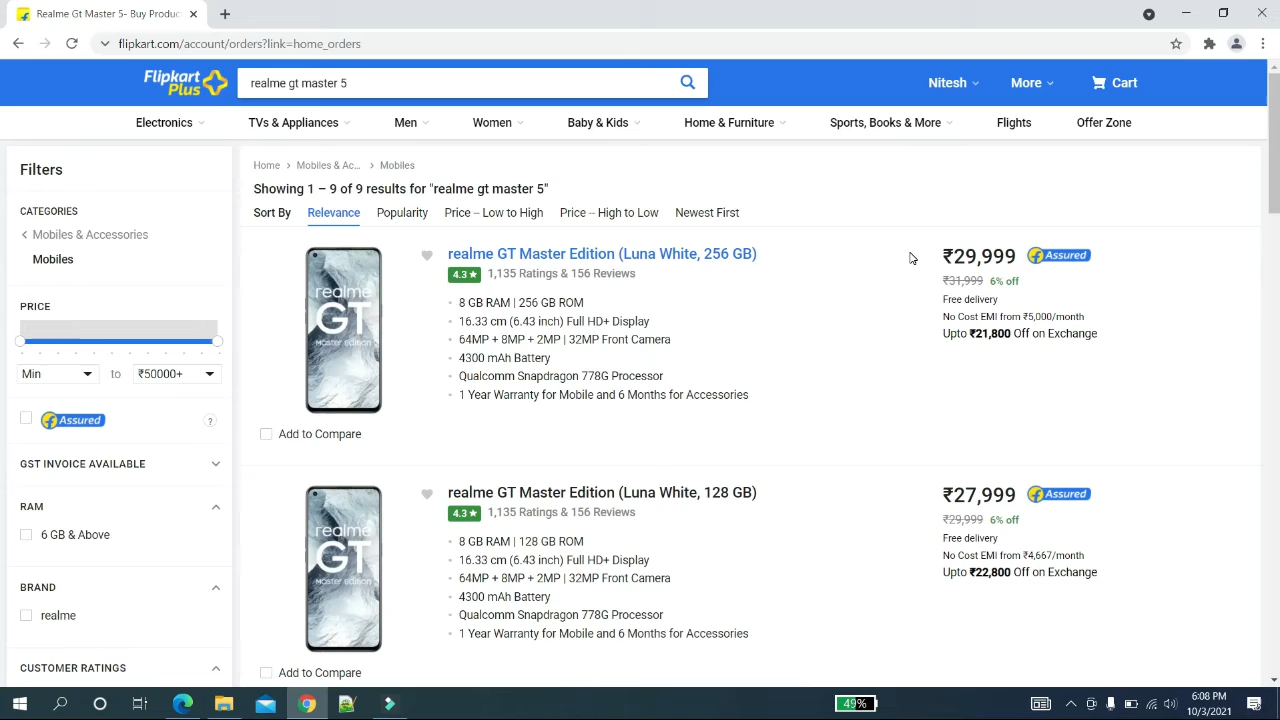 Realme Gt Master 5- Buy Produc
flipkart.com/account/orders?link=home_orders
Flipkart
Plus
realme gt master 5
Nitesh
More
Cart
Electronics
TVs & Appliances
Men
Women
Baby & Kids
Home & Furniture
Sports, Books & More
Flights
Offer Zone
Filters
CATEGORIES
Mobiles & Accessories
Mobiles
PRICE
Min
to
₹50000+
Assured
?
GST INVOICE AVAILABLE
RAM
6 GB & Above
BRAND
realme
CUSTOMER RATINGS
Home
Mobiles & Ac...
Mobiles
Showing 1 – 9 of 9 results for "realme gt master 5"
Sort By
Relevance
Popularity
Price -- Low to High
Price -- High to Low
Newest First
realme
GT
Master Edition
Add to Compare
realme GT Master Edition (Luna White, 256 GB)
4.3 ★ 1,135 Ratings & 156 Reviews
8 GB RAM | 256 GB ROM
16.33 cm (6.43 inch) Full HD+ Display
64MP + 8MP + 2MP | 32MP Front Camera
4300 mAh Battery
Qualcomm Snapdragon 778G Processor
1 Year Warranty for Mobile and 6 Months for Accessories
₹29,999
Assured
₹31,999 6% off
Free delivery
No Cost EMI from ₹5,000/month
Upto ₹21,800 Off on Exchange
realme
GT
Master Edition
Add to Compare
realme GT Master Edition (Luna White, 128 GB)
4.3 ★ 1,135 Ratings & 156 Reviews
8 GB RAM | 128 GB ROM
16.33 cm (6.43 inch) Full HD+ Display
64MP + 8MP + 2MP | 32MP Front Camera
4300 mAh Battery
Qualcomm Snapdragon 778G Processor
1 Year Warranty for Mobile and 6 Months for Accessories
₹27,999
Assured
₹29,999 6% off
Free delivery
No Cost EMI from ₹4,667/month
Upto ₹22,800 Off on Exchange
49%
6:08 PM
10/3/2021